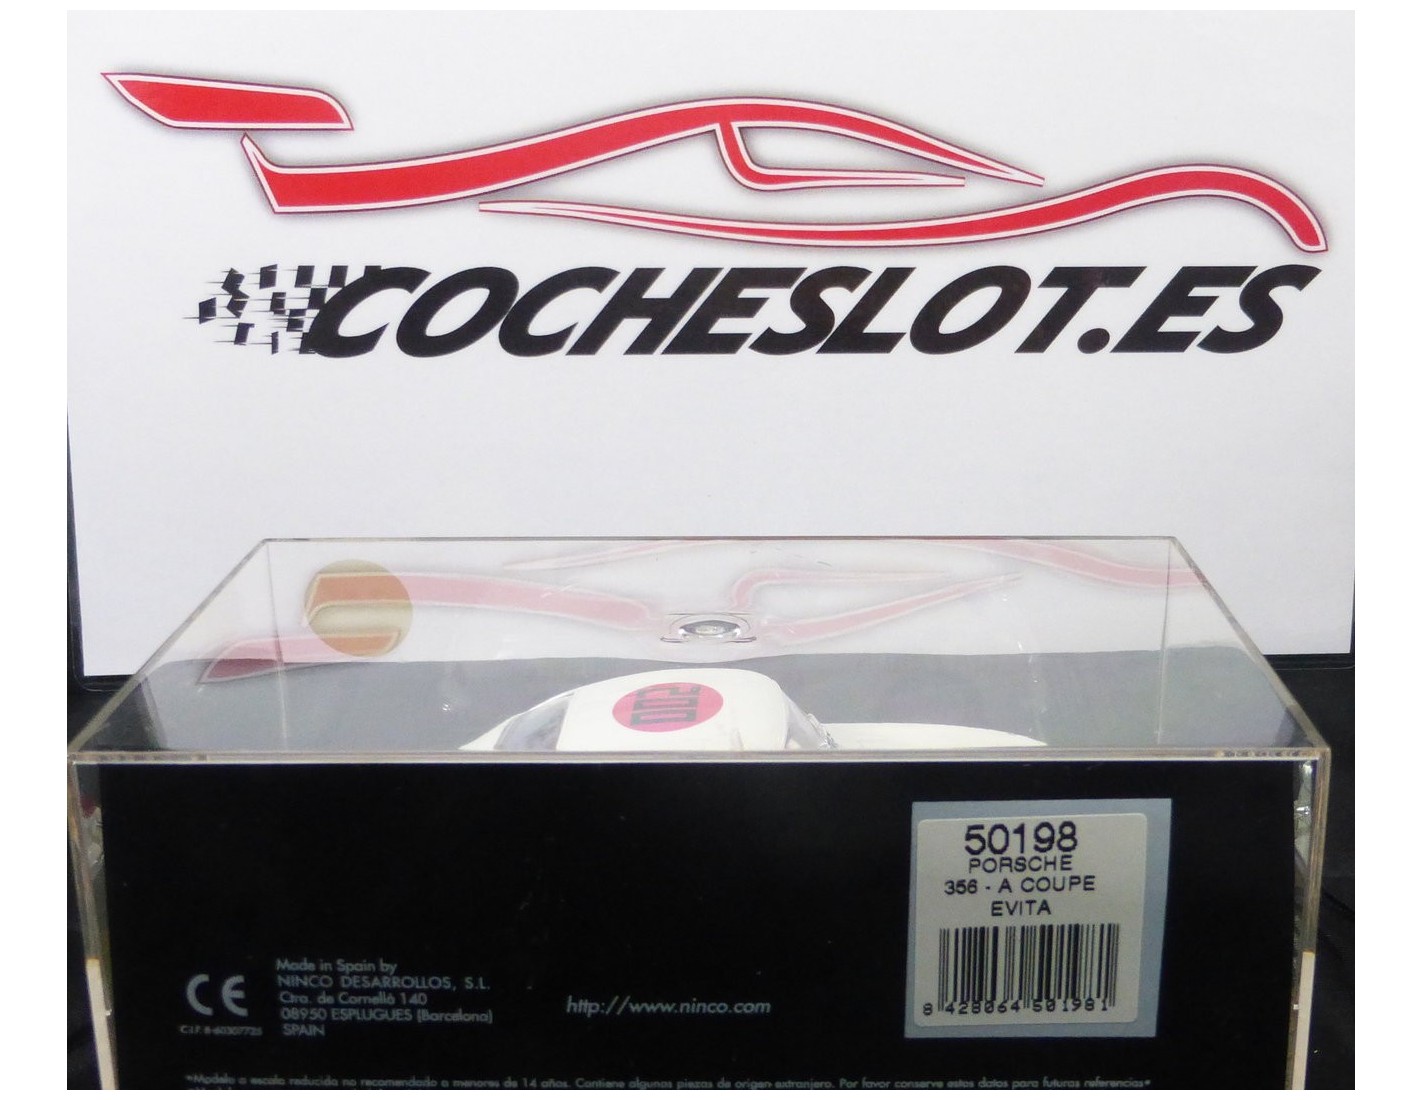 COCHESLOT.ES
50198
PORSCHE
356 - A COUPE
EVITA
8 428064 501981
CE
Made in Spain by
NINCO DESARROLLOS, S.L.
Ctra. de Cornellà 140
08950 ESPLUGUES (Barcelona)
SPAIN
C.I.F. B-60307725
http://www.ninco.com
*Modelo a escala reducida no recomendado a menores de 14 años. Contiene algunas piezas de origen extranjero. Por favor conserve estos datos para futuras referencias*